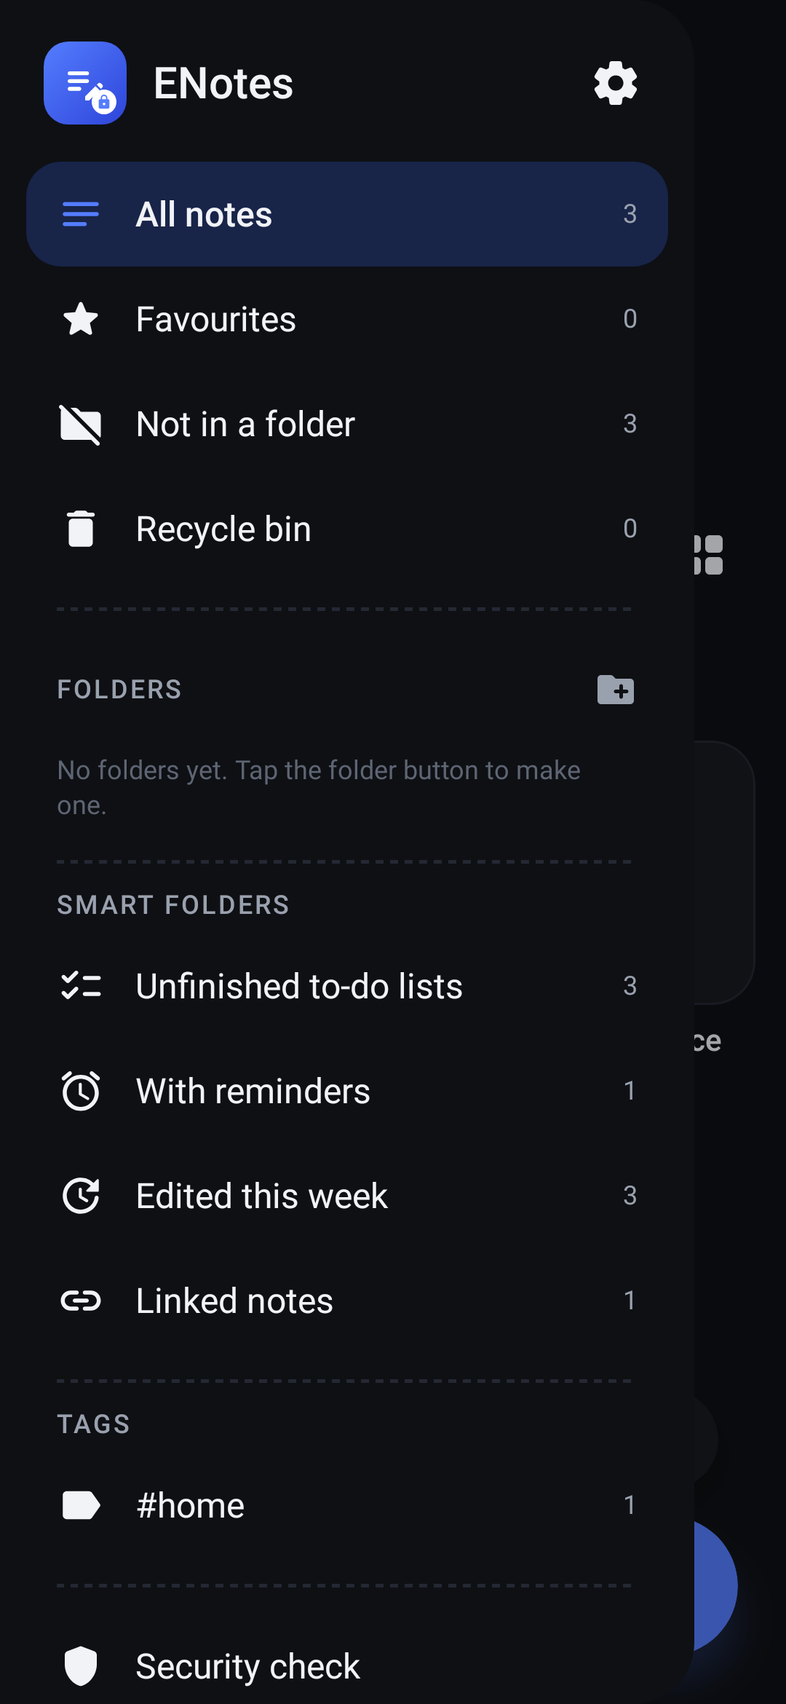 ENotes
All notes 3
Favourites 0
Not in a folder 3
Recycle bin 0
FOLDERS
No folders yet. Tap the folder button to make
one.
SMART FOLDERS
Unfinished to-do lists 3
With reminders 1
ce
Edited this week 3
Linked notes 1
TAGS
#home 1
Security check